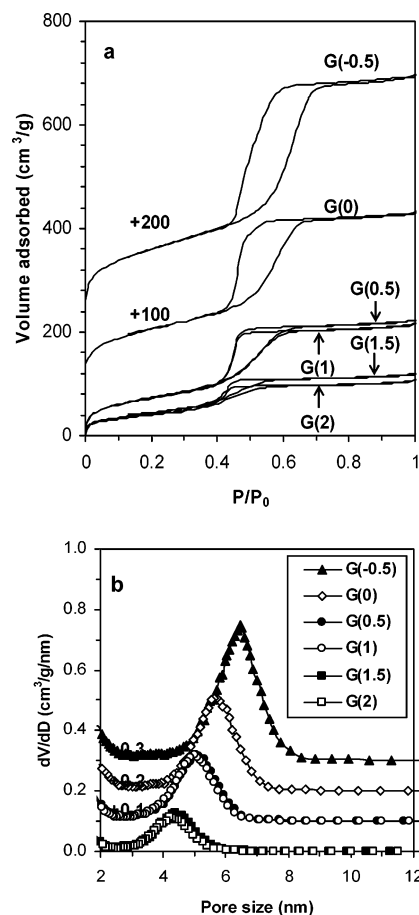 800
a
G(-0.5)
600
Volume adsorbed (cm³/g)
+200
400
G(0)
+100
G(0.5)
200
G(1.5)
G(1)
G(2)
0
0 0.2 0.4 0.6 0.8 1
P/P₀
1.0
b
G(-0.5)
G(0)
G(0.5)
G(1)
G(1.5)
G(2)
0.8
0.6
dV/dD (cm³/g/nm)
0.4
+0.3
0.2
+0.2
+0.1
0.0
2 4 6 8 10 12
Pore size (nm)